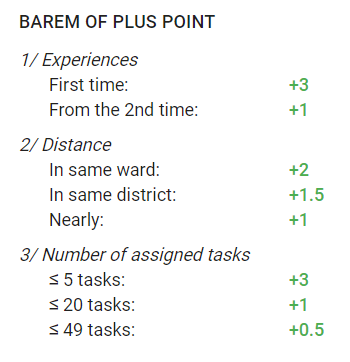 BAREM OF PLUS POINT
1/ Experiences
First time: +3
From the 2nd time: +1
2/ Distance
In same ward: +2
In same district: +1.5
Nearly: +1
3/ Number of assigned tasks
≤ 5 tasks: +3
≤ 20 tasks: +1
≤ 49 tasks: +0.5